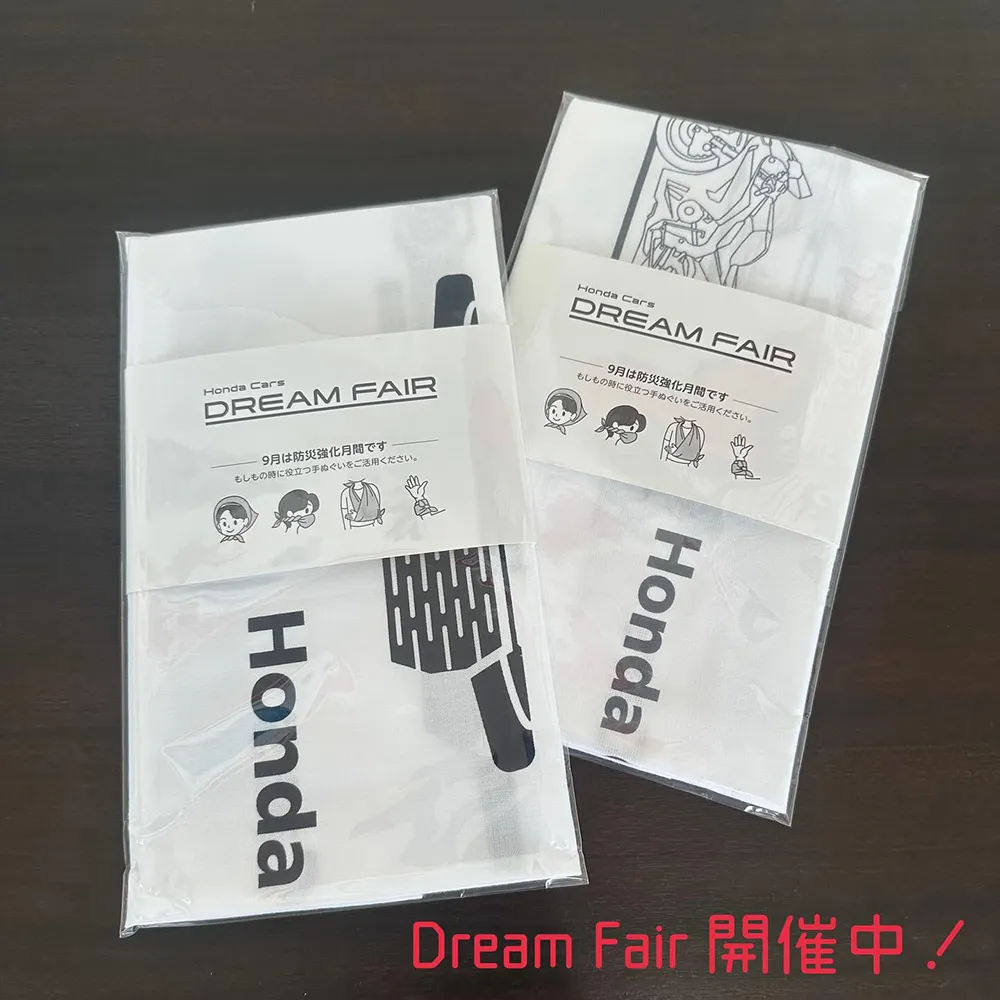 Honda Cars
DREAM FAIR
9月は防災強化月間です
もしもの時に役立つ手ぬぐいをご活用ください。
Honda
Honda Cars
DREAM FAIR
9月は防災強化月間です
もしもの時に役立つ手ぬぐいをご活用ください。
Honda
Dream Fair 開催中！